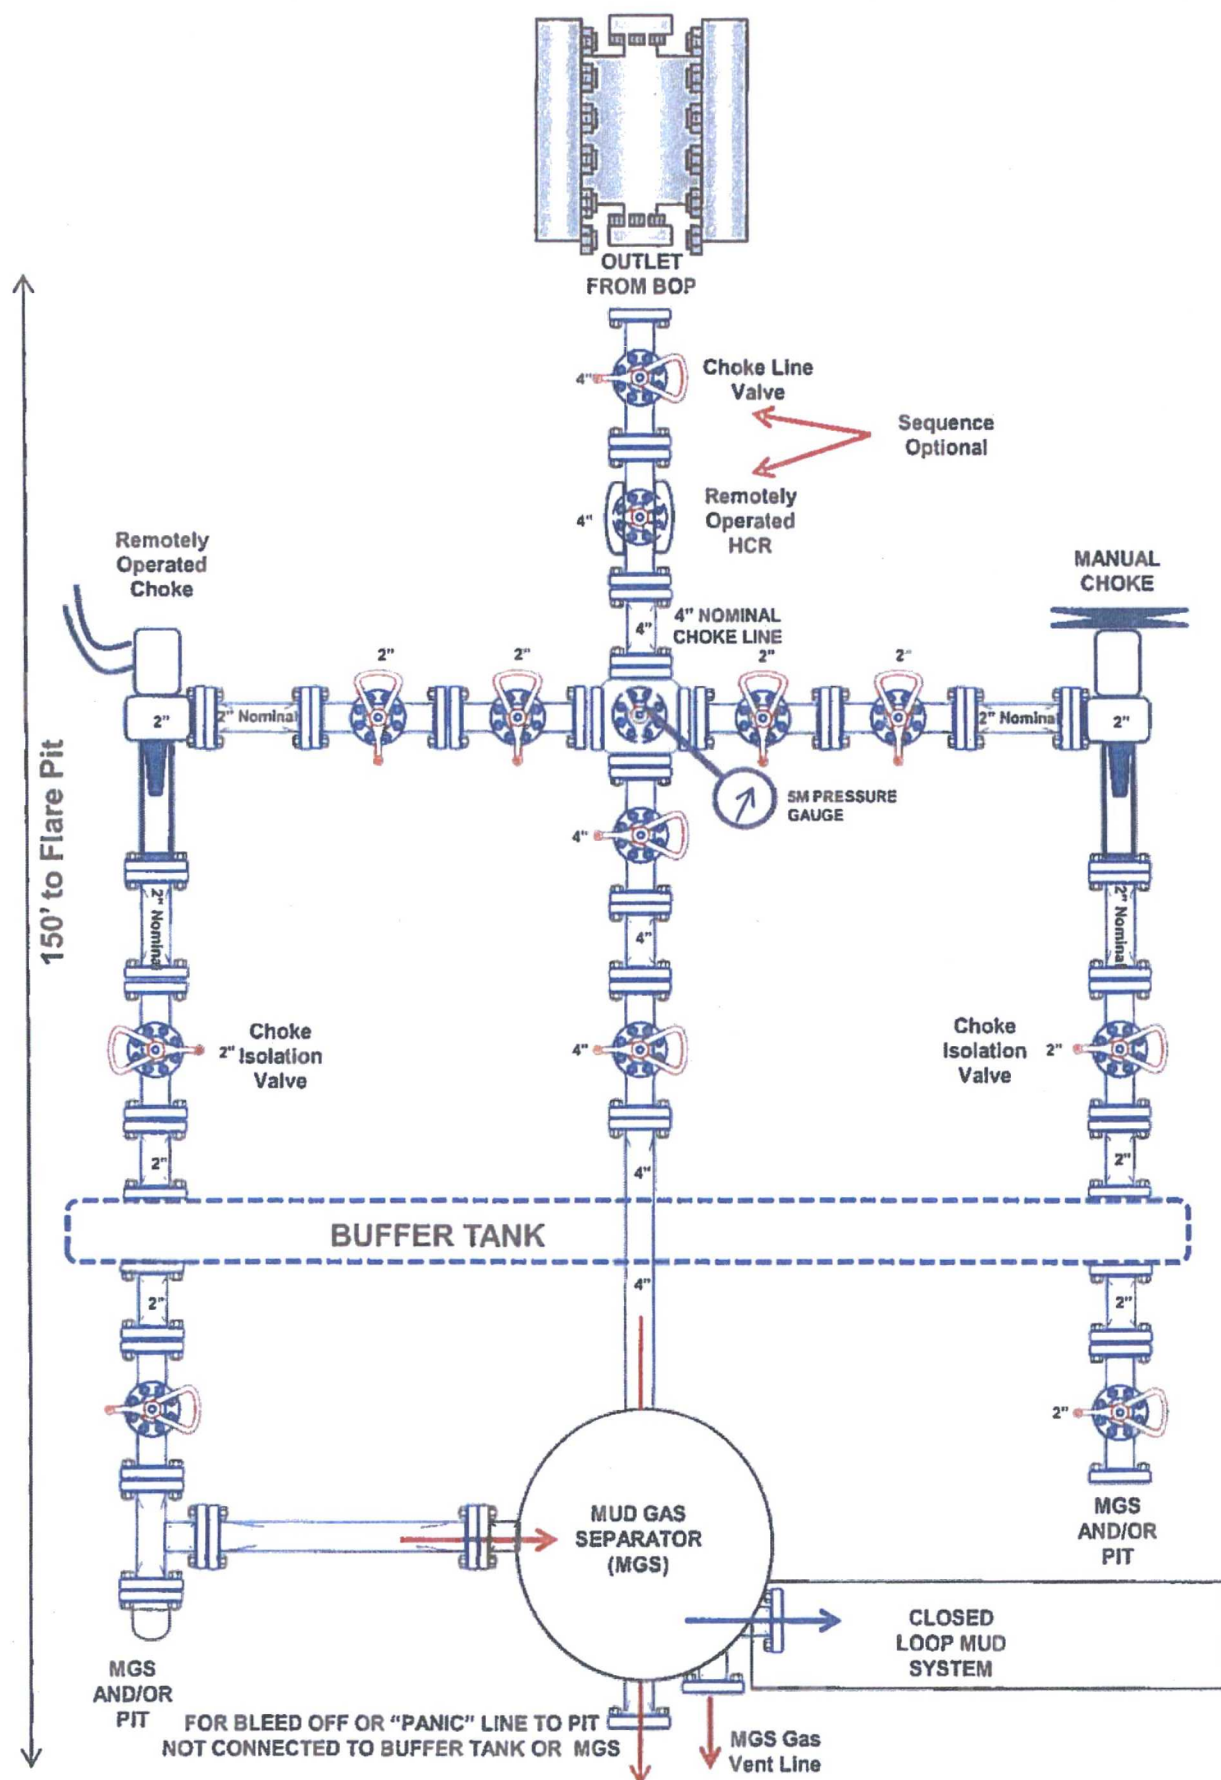 OUTLET
FROM BOP
4"
Choke Line
Valve
Sequence
Optional
4"
Remotely
Operated
HCR
Remotely
Operated
Choke
MANUAL
CHOKE
4"
4" NOMINAL
CHOKE LINE
2"
2"
2"
2"
2"
2" Nominal
2" Nominal
2"
5M PRESSURE
GAUGE
4"
150' to Flare Pit
2" Nominal
4"
2" Nominal
Choke
2" Isolation
Valve
4"
Choke
Isolation
Valve
2"
2"
4"
2"
BUFFER TANK
2"
4"
2"
2"
MUD GAS
SEPARATOR
(MGS)
MGS
AND/OR
PIT
CLOSED
LOOP MUD
SYSTEM
MGS
AND/OR
PIT
FOR BLEED OFF OR "PANIC" LINE TO PIT
NOT CONNECTED TO BUFFER TANK OR MGS
MGS Gas
Vent Line